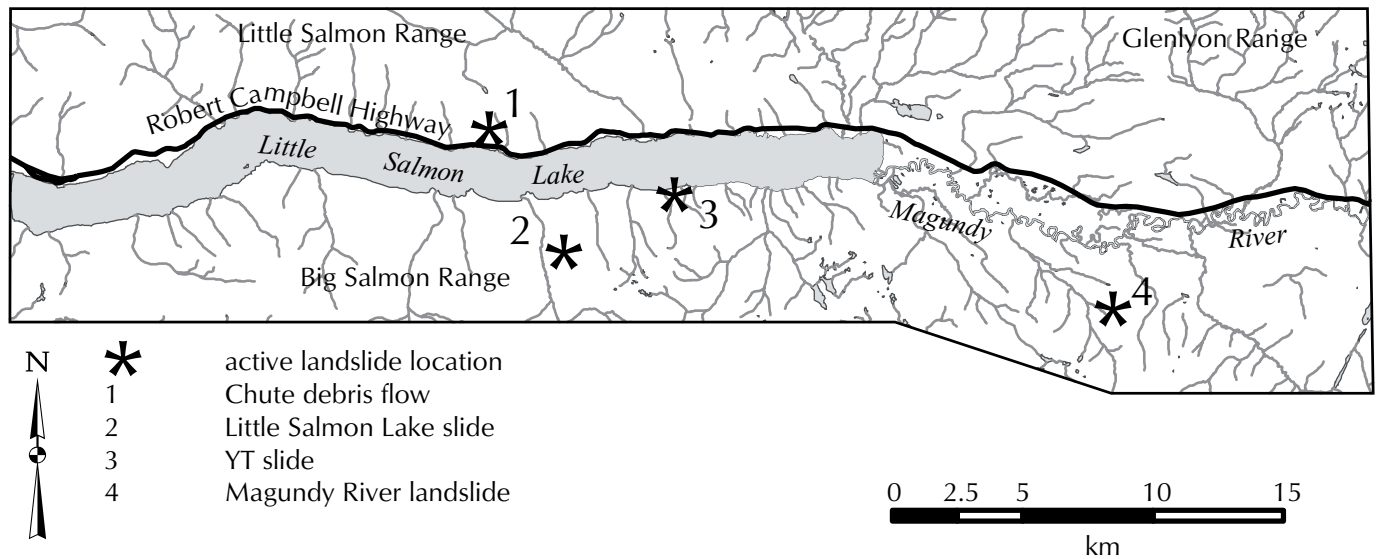 Little Salmon Range
Glenlyon Range
Robert Campbell Highway
1
Little Salmon Lake
2
3
Magundy River
Big Salmon Range
4
N
active landslide location
1 Chute debris flow
2 Little Salmon Lake slide
3 YT slide
4 Magundy River landslide
0 2.5 5 10 15
km